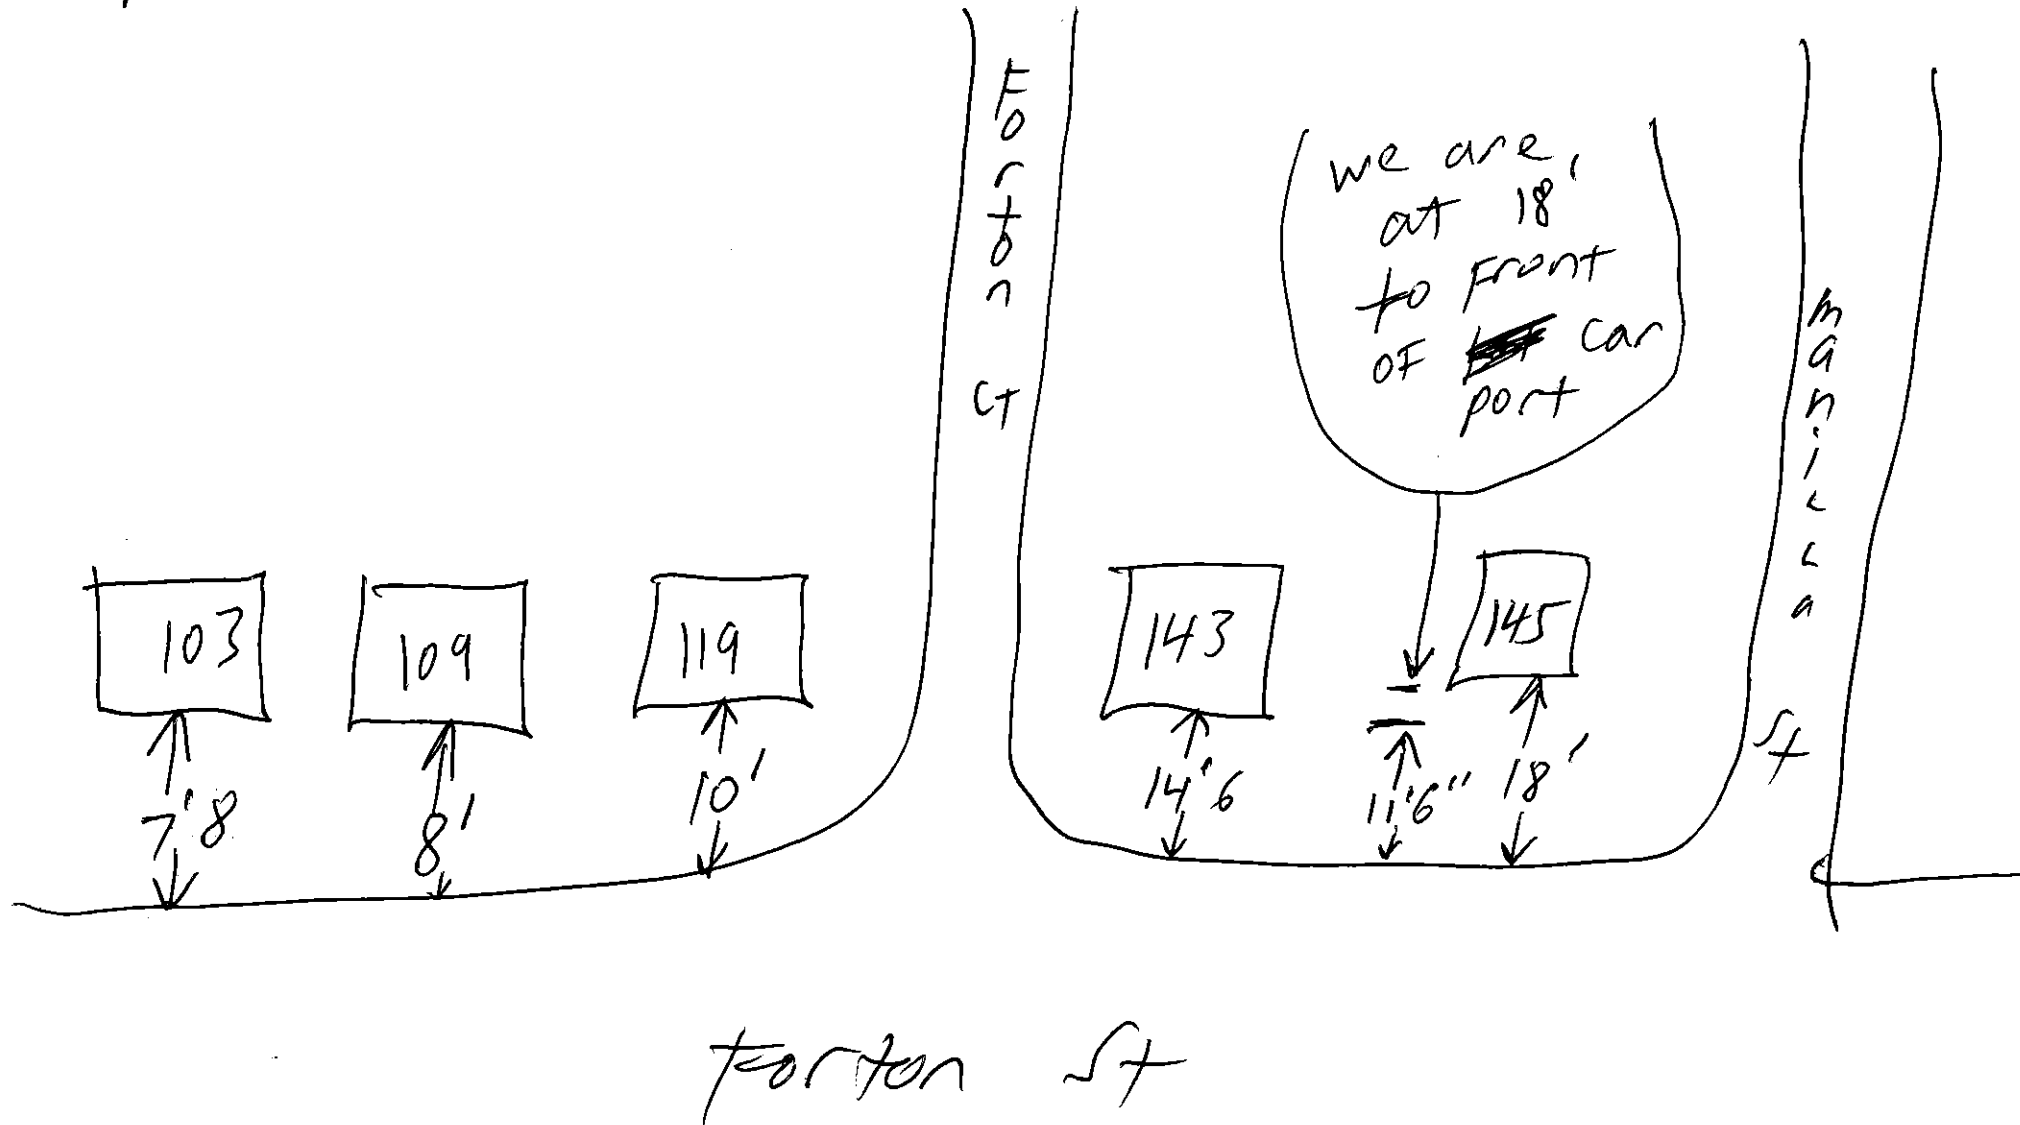 Forton Ct
we are
at 18'
to Front
of car
port
manilla St
103
109
119
143
145
7'8
8'
10'
14'6
11'6"
18'
Forton St